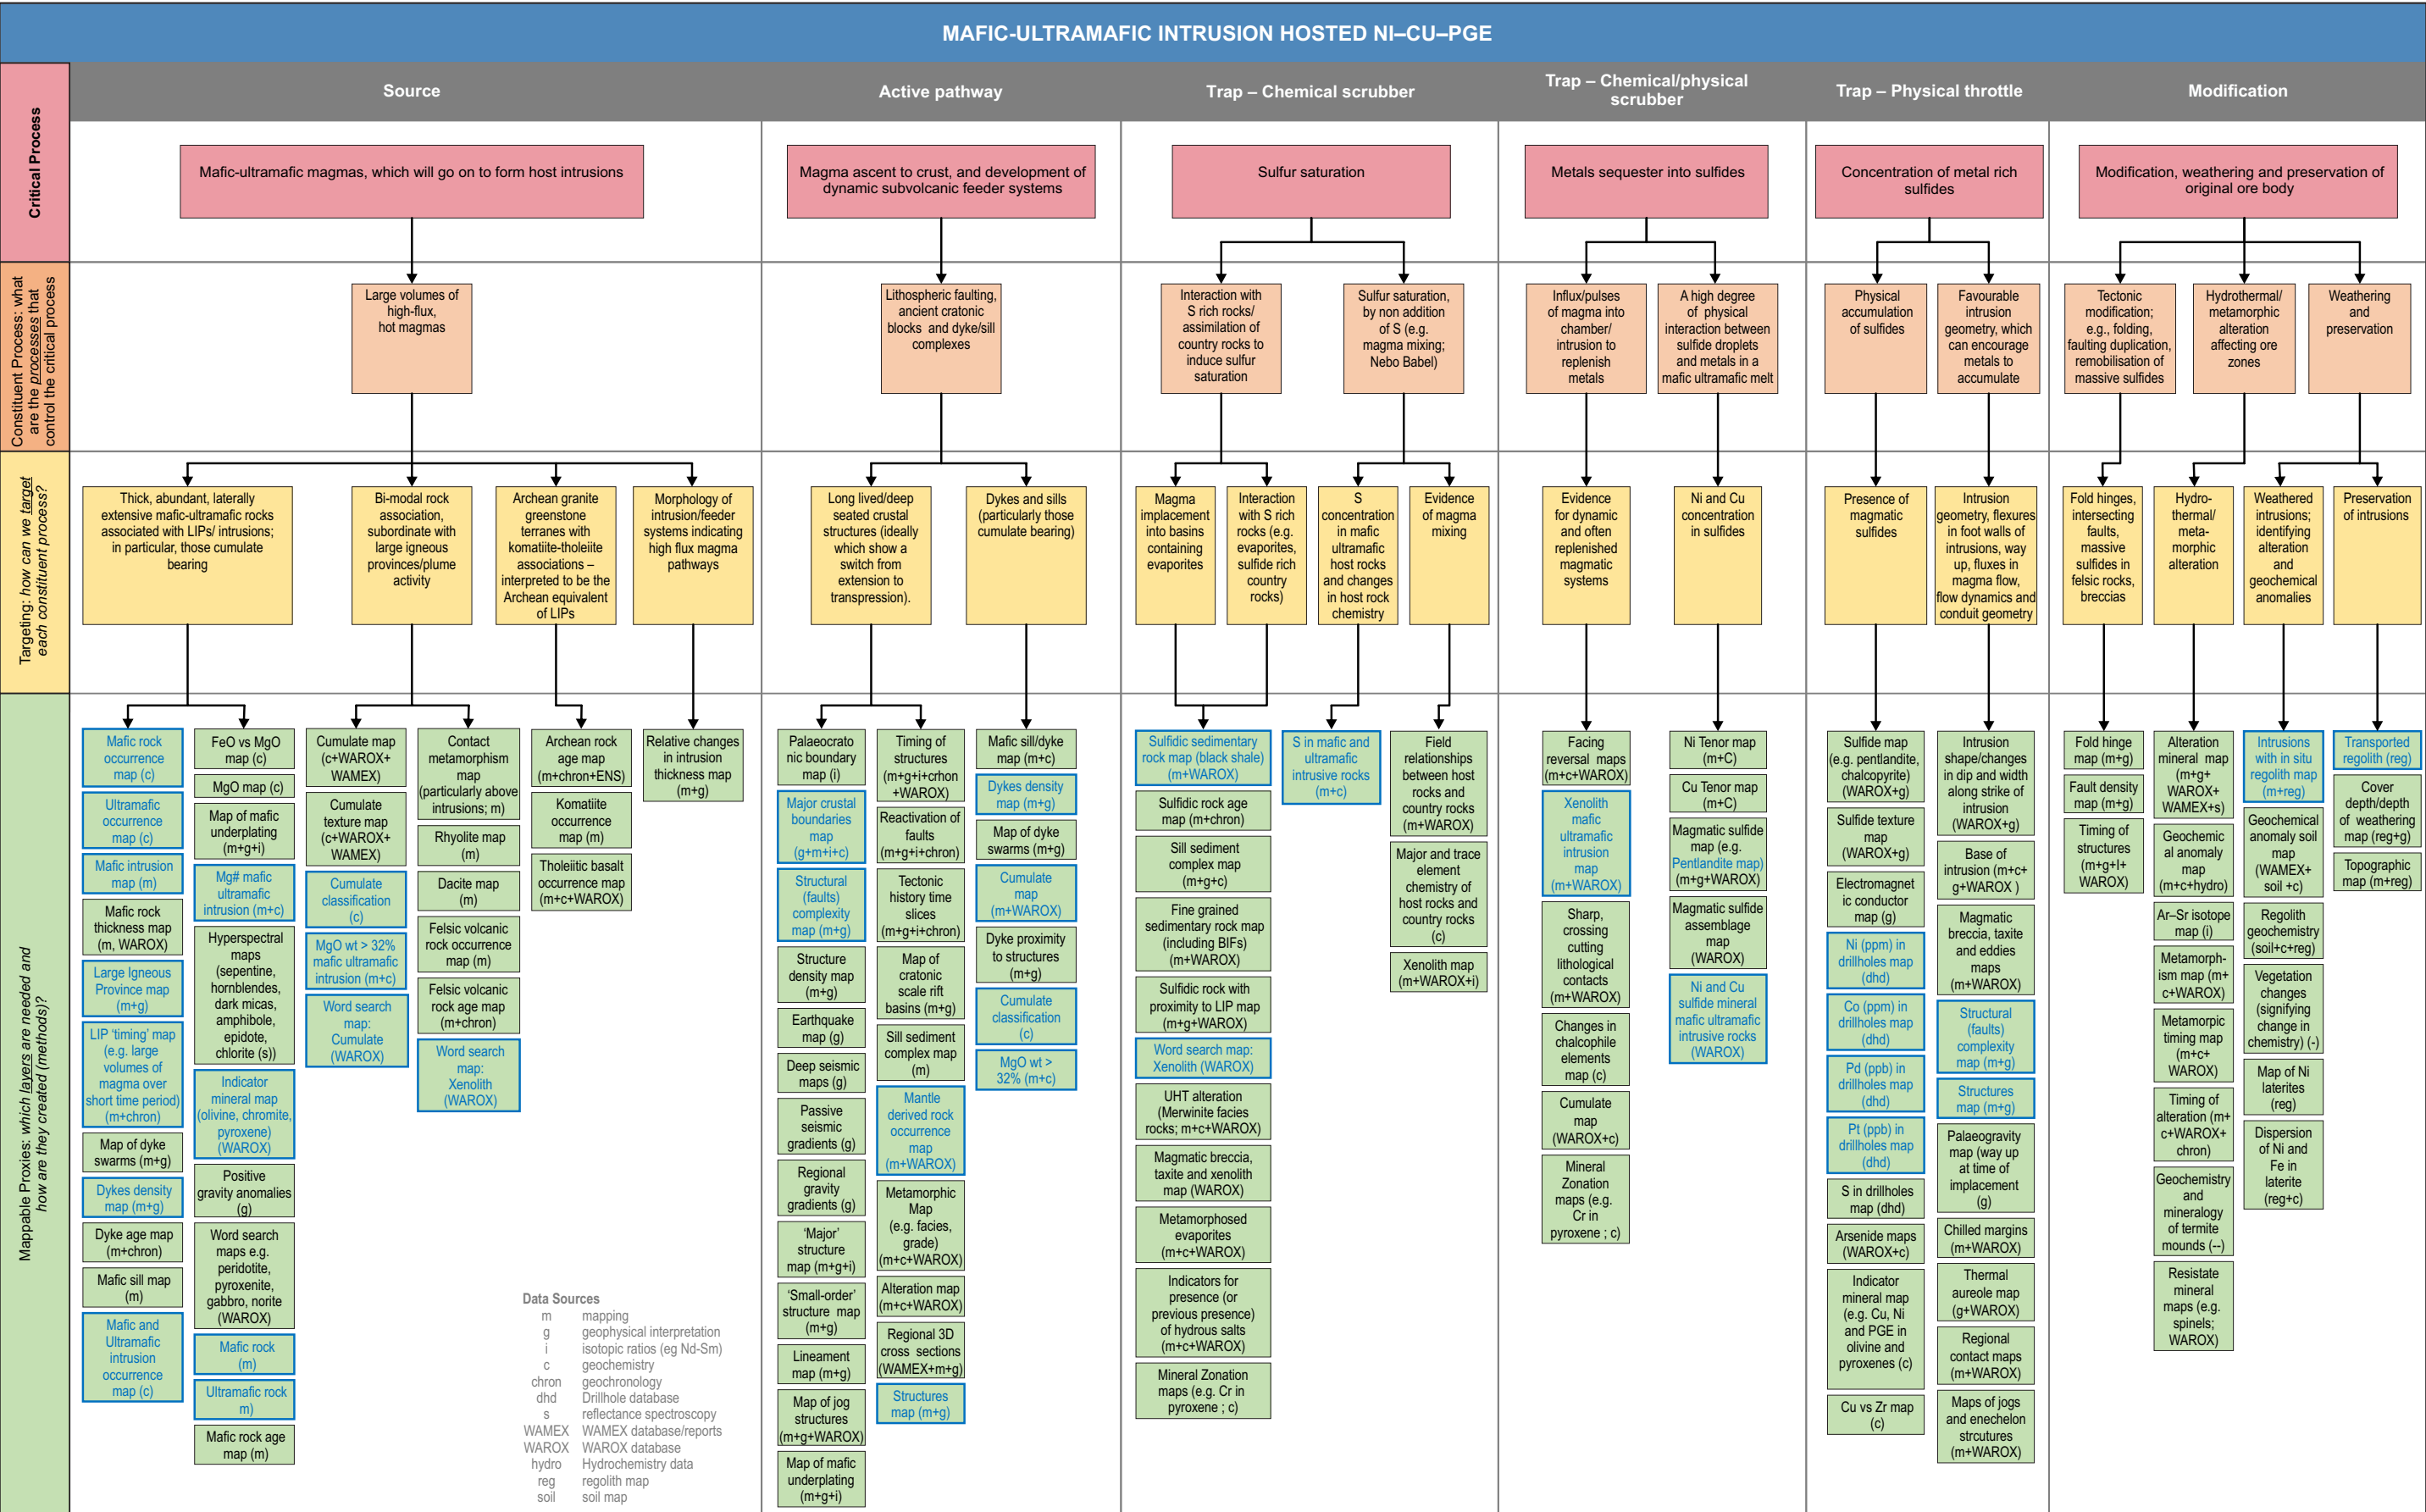 MAFIC-ULTRAMAFIC INTRUSION HOSTED NI–CU–PGE
Critical Process
Source
Active pathway
Trap – Chemical scrubber
Trap – Chemical/physical
scrubber
Trap – Physical throttle
Modification
Mafic-ultramafic magmas, which will go on to form host intrusions
Magma ascent to crust, and development of
dynamic subvolcanic feeder systems
Sulfur saturation
Metals sequester into sulfides
Concentration of metal rich
sulfides
Modification, weathering and preservation of
original ore body
Constituent Process: what
are the processes that
control the critical process
Large volumes of
high-flux,
hot magmas
Lithospheric faulting,
ancient cratonic
blocks and dyke/sill
complexes
Interaction with
S rich rocks/
assimilation of
country rocks to
induce sulfur
saturation
Sulfur saturation,
by non addition
of S (e.g.
magma mixing;
Nebo Babel)
Influx/pulses
of magma into
chamber/
intrusion to
replenish
metals
A high degree
of physical
interaction between
sulfide droplets
and metals in a
mafic ultramafic melt
Physical
accumulation
of sulfides
Favourable
intrusion
geometry, which
can encourage
metals to
accumulate
Tectonic
modification;
e.g., folding,
faulting duplication,
remobilisation of
massive sulfides
Hydrothermal/
metamorphic
alteration
affecting ore
zones
Weathering
and
preservation
Targeting: how can we target
each constituent process?
Thick, abundant, laterally
extensive mafic-ultramafic rocks
associated with LIPs/ intrusions;
in particular, those cumulate
bearing
Bi-modal rock
association,
subordinate with
large igneous
provinces/plume
activity
Archean granite
greenstone
terranes with
komatiite-tholeiite
associations –
interpreted to be the
Archean equivalent
of LIPs
Morphology of
intrusion/feeder
systems indicating
high flux magma
pathways
Long lived/deep
seated crustal
structures (ideally
which show a
switch from
extension to
transpression).
Dykes and sills
(particularly those
cumulate bearing)
Magma
implacement
into basins
containing
evaporites
Interaction
with S rich
rocks (e.g.
evaporites,
sulfide rich
country
rocks)
S
concentration
in mafic
ultramafic
host rocks
and changes
in host rock
chemistry
Evidence
of magma
mixing
Evidence
for dynamic
and often
replenished
magmatic
systems
Ni and Cu
concentration
in sulfides
Presence of
magmatic
sulfides
Intrusion
geometry, flexures
in foot walls of
intrusions, way
up, fluxes in
magma flow,
flow dynamics and
conduit geometry
Fold hinges,
intersecting
faults,
massive
sulfides in
felsic rocks,
breccias
Hydro-
thermal/
meta-
morphic
alteration
Weathered
intrusions;
identifying
alteration
and
geochemical
anomalies
Preservation
of intrusions
Mappable Proxies: which layers are needed and
how are they created (methods)?
Mafic rock
occurrence
map (c)
Ultramafic
occurrence
map (c)
Mafic intrusion
map (m)
Mafic rock
thickness map
(m, WAROX)
Large Igneous
Province map
(m+g)
LIP ‘timing’ map
(e.g. large
volumes of
magma over
short time period)
(m+chron)
Map of dyke
swarms (m+g)
Dykes density
map (m+g)
Dyke age map
(m+chron)
Mafic sill map
(m)
Mafic and
Ultramafic
intrusion
occurrence
map (c)
FeO vs MgO
map (c)
MgO map (c)
Map of mafic
underplating
(m+g+i)
Mg# mafic
ultramafic
intrusion (m+c)
Hyperspectral
maps
(sepentine,
hornblendes,
dark micas,
amphibole,
epidote,
chlorite (s))
Indicator
mineral map
(olivine, chromite,
pyroxene)
(WAROX)
Positive
gravity anomalies
(g)
Word search
maps e.g.
peridotite,
pyroxenite,
gabbro, norite
(WAROX)
Mafic rock
(m)
Ultramafic rock
m)
Mafic rock age
map (m)
Cumulate map
(c+WAROX+
WAMEX)
Cumulate
texture map
(c+WAROX+
WAMEX)
Cumulate
classification
(c)
MgO wt > 32%
mafic ultramafic
intrusion (m+c)
Word search
map:
Cumulate
(WAROX)
Contact
metamorphism
map
(particularly above
intrusions; m)
Rhyolite map
(m)
Dacite map
(m)
Felsic volcanic
rock occurrence
map (m)
Felsic volcanic
rock age map
(m+chron)
Word search
map:
Xenolith
(WAROX)
Archean rock
age map
(m+chron+ENS)
Komatiite
occurrence
map (m)
Tholeiitic basalt
occurrence map
(m+c+WAROX)
Relative changes
in intrusion
thickness map
(m+g)
Data Sources
m mapping
g geophysical interpretation
i isotopic ratios (eg Nd-Sm)
c geochemistry
chron geochronology
dhd Drillhole database
s reflectance spectroscopy
WAMEX WAMEX database/reports
WAROX WAROX database
hydro Hydrochemistry data
reg regolith map
soil soil map
Palaeocrato
nic boundary
map (i)
Major crustal
boundaries
map
(g+m+i+c)
Structural
(faults)
complexity
map (m+g)
Structure
density map
(m+g)
Earthquake
map (g)
Deep seismic
maps (g)
Passive
seismic
gradients (g)
Regional
gravity
gradients (g)
‘Major’
structure
map (m+g+i)
‘Small-order’
structure map
(m+g)
Lineament
map (m+g)
Map of jog
structures
(m+g+WAROX)
Map of mafic
underplating
(m+g+i)
Timing of
structures
(m+g+i+crhon
+WAROX)
Reactivation of
faults
(m+g+i+chron)
Tectonic
history time
slices
(m+g+i+chron)
Map of
cratonic
scale rift
basins (m+g)
Sill sediment
complex map
(m)
Mantle
derived rock
occurrence
map
(m+WAROX)
Metamorphic
Map
(e.g. facies,
grade)
(m+c+WAROX)
Alteration map
(m+c+WAROX)
Regional 3D
cross sections
(WAMEX+m+g)
Structures
map (m+g)
Mafic sill/dyke
map (m+c)
Dykes density
map (m+g)
Map of dyke
swarms (m+g)
Cumulate
map
(m+WAROX)
Dyke proximity
to structures
(m+g)
Cumulate
classification
(c)
MgO wt >
32% (m+c)
Sulfidic sedimentary
rock map (black shale)
(m+WAROX)
Sulfidic rock age
map (m+chron)
Sill sediment
complex map
(m+g+c)
Fine grained
sedimentary rock map
(including BIFs)
(m+WAROX)
Sulfidic rock with
proximity to LIP map
(m+g+WAROX)
Word search map:
Xenolith (WAROX)
UHT alteration
(Merwinite facies
rocks; m+c+WAROX)
Magmatic breccia,
taxite and xenolith
map (WAROX)
Metamorphosed
evaporites
(m+c+WAROX)
Indicators for
presence (or
previous presence)
of hydrous salts
(m+c+WAROX)
Mineral Zonation
maps (e.g. Cr in
pyroxene ; c)
S in mafic and
ultramafic
intrusive rocks
(m+c)
Field
relationships
between host
rocks and
country rocks
(m+WAROX)
Major and trace
element
chemistry of
host rocks and
country rocks
(c)
Xenolith map
(m+WAROX+i)
Facing
reversal maps
(m+c+WAROX)
Xenolith
mafic
ultramafic
intrusion
map
(m+WAROX)
Sharp,
crossing
cutting
lithological
contacts
(m+WAROX)
Changes in
chalcophile
elements
map (c)
Cumulate
map
(WAROX+c)
Mineral
Zonation
maps (e.g.
Cr in
pyroxene ; c)
Ni Tenor map
(m+C)
Cu Tenor map
(m+C)
Magmatic sulfide
map (e.g.
Pentlandite map)
(m+g+WAROX)
Magmatic sulfide
assemblage
map
(WAROX)
Ni and Cu
sulfide mineral
mafic ultramafic
intrusive rocks
(WAROX)
Sulfide map
(e.g. pentlandite,
chalcopyrite)
(WAROX+g)
Sulfide texture
map
(WAROX+g)
Electromagnet
ic conductor
map (g)
Ni (ppm) in
drillholes map
(dhd)
Co (ppm) in
drillholes map
(dhd)
Pd (ppb) in
drillholes map
(dhd)
Pt (ppb) in
drillholes map
(dhd)
S in drillholes
map (dhd)
Arsenide maps
(WAROX+c)
Indicator
mineral map
(e.g. Cu, Ni
and PGE in
olivine and
pyroxenes (c)
Cu vs Zr map
(c)
Intrusion
shape/changes
in dip and width
along strike of
intrusion
(WAROX+g)
Base of
intrusion (m+c+
g+WAROX )
Magmatic
breccia, taxite
and eddies
maps
(m+WAROX)
Structural
(faults)
complexity
map (m+g)
Structures
map (m+g)
Palaeogravity
map (way up
at time of
implacement
(g)
Chilled margins
(m+WAROX)
Thermal
aureole map
(g+WAROX)
Regional
contact maps
(m+WAROX)
Maps of jogs
and enechelon
strcutures
(m+WAROX)
Fold hinge
map (m+g)
Fault density
map (m+g)
Timing of
structures
(m+g+I+
WAROX)
Alteration
mineral map
(m+g+
WAROX+
WAMEX+s)
Geochemic
al anomaly
map
(m+c+hydro)
Ar–Sr isotope
map (i)
Metamorph-
ism map (m+
c+WAROX)
Metamorpic
timing map
(m+c+
WAROX)
Timing of
alteration (m+
c+WAROX+
chron)
Geochemistry
and
mineralogy
of termite
mounds (--)
Resistate
mineral
maps (e.g.
spinels;
WAROX)
Intrusions
with in situ
regolith map
(m+reg)
Geochemical
anomaly soil
map
(WAMEX+
soil +c)
Regolith
geochemistry
(soil+c+reg)
Vegetation
changes
(signifying
change in
chemistry) (-)
Map of Ni
laterites
(reg)
Dispersion
of Ni and
Fe in
laterite
(reg+c)
Transported
regolith (reg)
Cover
depth/depth
of weathering
map (reg+g)
Topographic
map (m+reg)